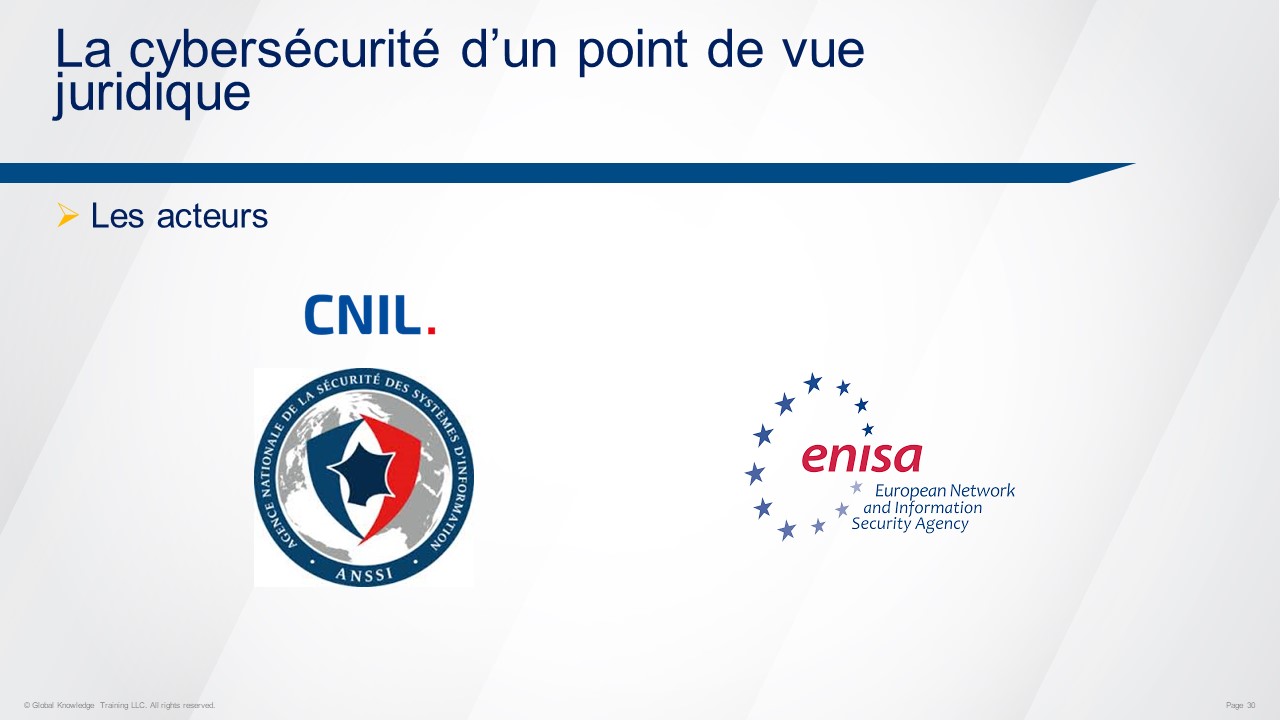 La cybersécurité d’un point de vue
juridique
Les acteurs
CNIL.
AGENCE NATIONALE DE LA SÉCURITÉ DES SYSTÈMES D'INFORMATION
ANSSI
enisa
European Network
and Information
Security Agency
© Global Knowledge Training LLC. All rights reserved.
Page 30